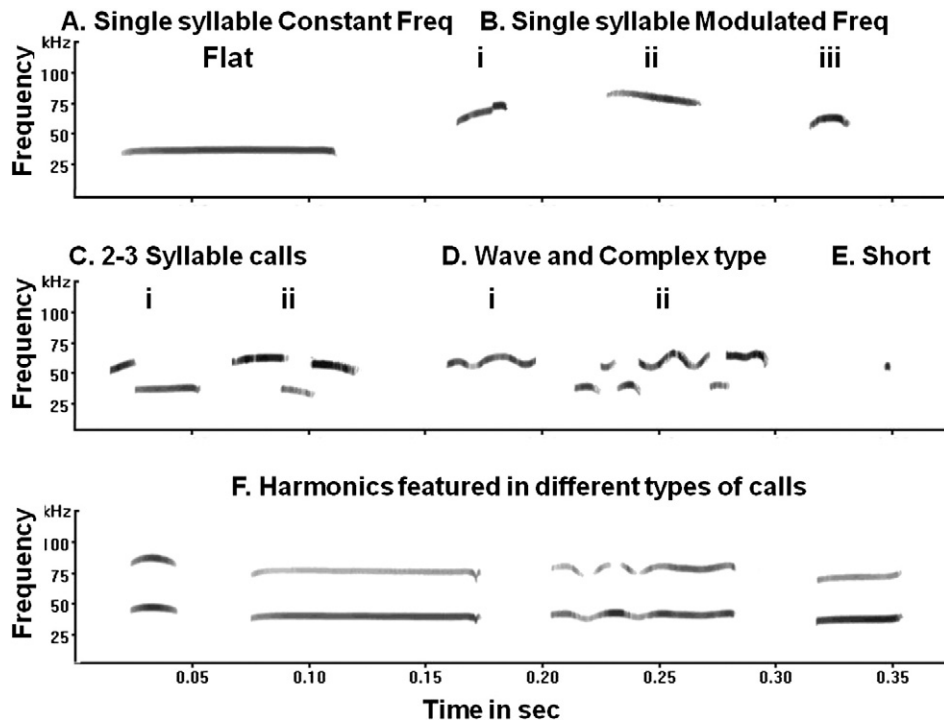 A. Single syllable Constant Freq B. Single syllable Modulated Freq
kHz Flat i ii iii
100
75
50
25
Frequency
C. 2-3 Syllable calls D. Wave and Complex type E. Short
kHz i ii i ii
100
75
50
25
Frequency
F. Harmonics featured in different types of calls
kHz
100
75
50
25
Frequency
0.05 0.10 0.15 0.20 0.25 0.30 0.35
Time in sec